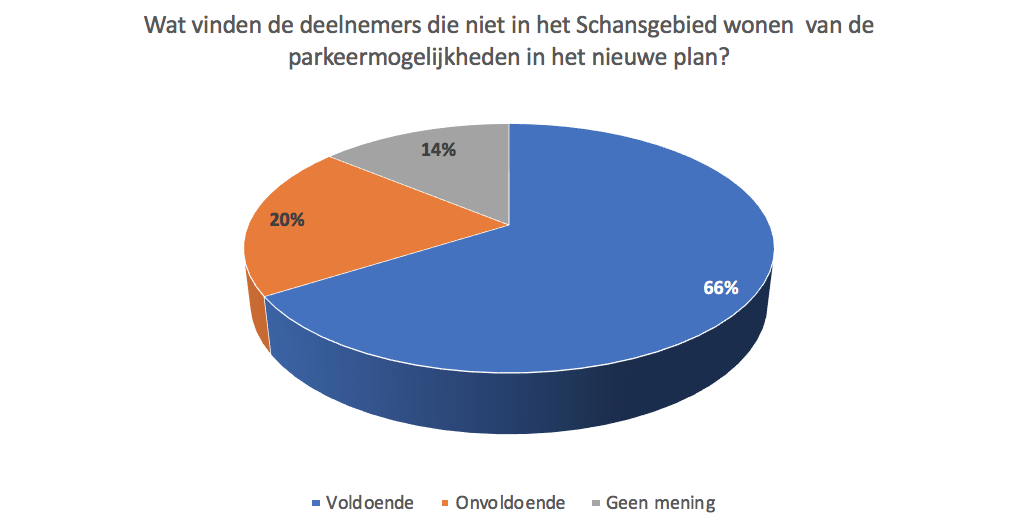 Wat vinden de deelnemers die niet in het Schansgebied wonen  van de
parkeermogelijkheden in het nieuwe plan?
14%
20%
66%
Voldoende Onvoldoende Geen mening